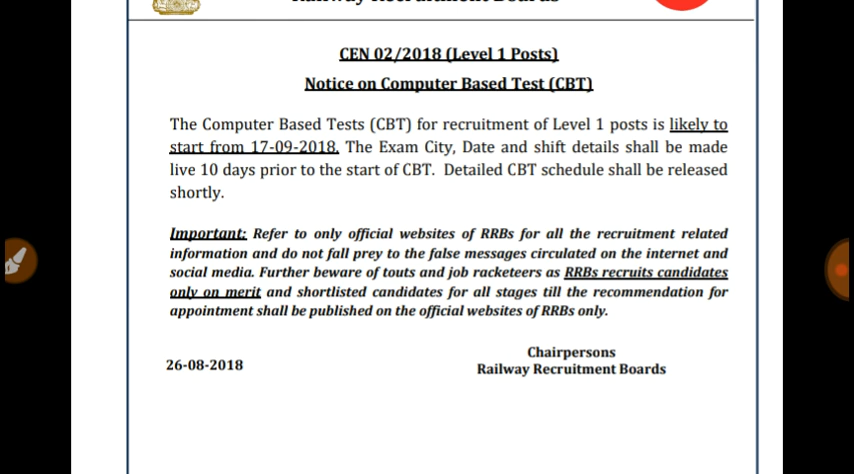 Railway Recruitment Boards
CEN 02/2018 (Level 1 Posts)
Notice on Computer Based Test (CBT)
The Computer Based Tests (CBT) for recruitment of Level 1 posts is likely to
start from 17-09-2018. The Exam City, Date and shift details shall be made
live 10 days prior to the start of CBT. Detailed CBT schedule shall be released
shortly.
Important: Refer to only official websites of RRBs for all the recruitment related
information and do not fall prey to the false messages circulated on the internet and
social media. Further beware of touts and job racketeers as RRBs recruits candidates
only on merit and shortlisted candidates for all stages till the recommendation for
appointment shall be published on the official websites of RRBs only.
26-08-2018
Chairpersons
Railway Recruitment Boards